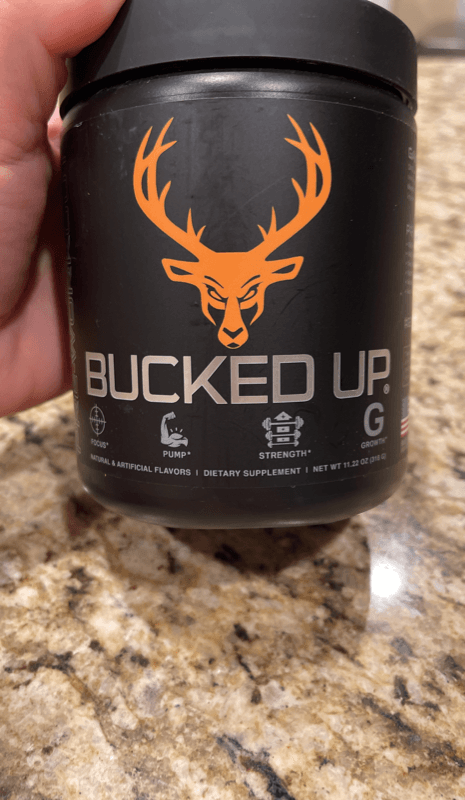 BUCKED UP®
FOCUS*
PUMP*
STRENGTH*
G
GROWTH*
NATURAL & ARTIFICIAL FLAVORS | DIETARY SUPPLEMENT | NET WT 11.22 OZ (318 G)